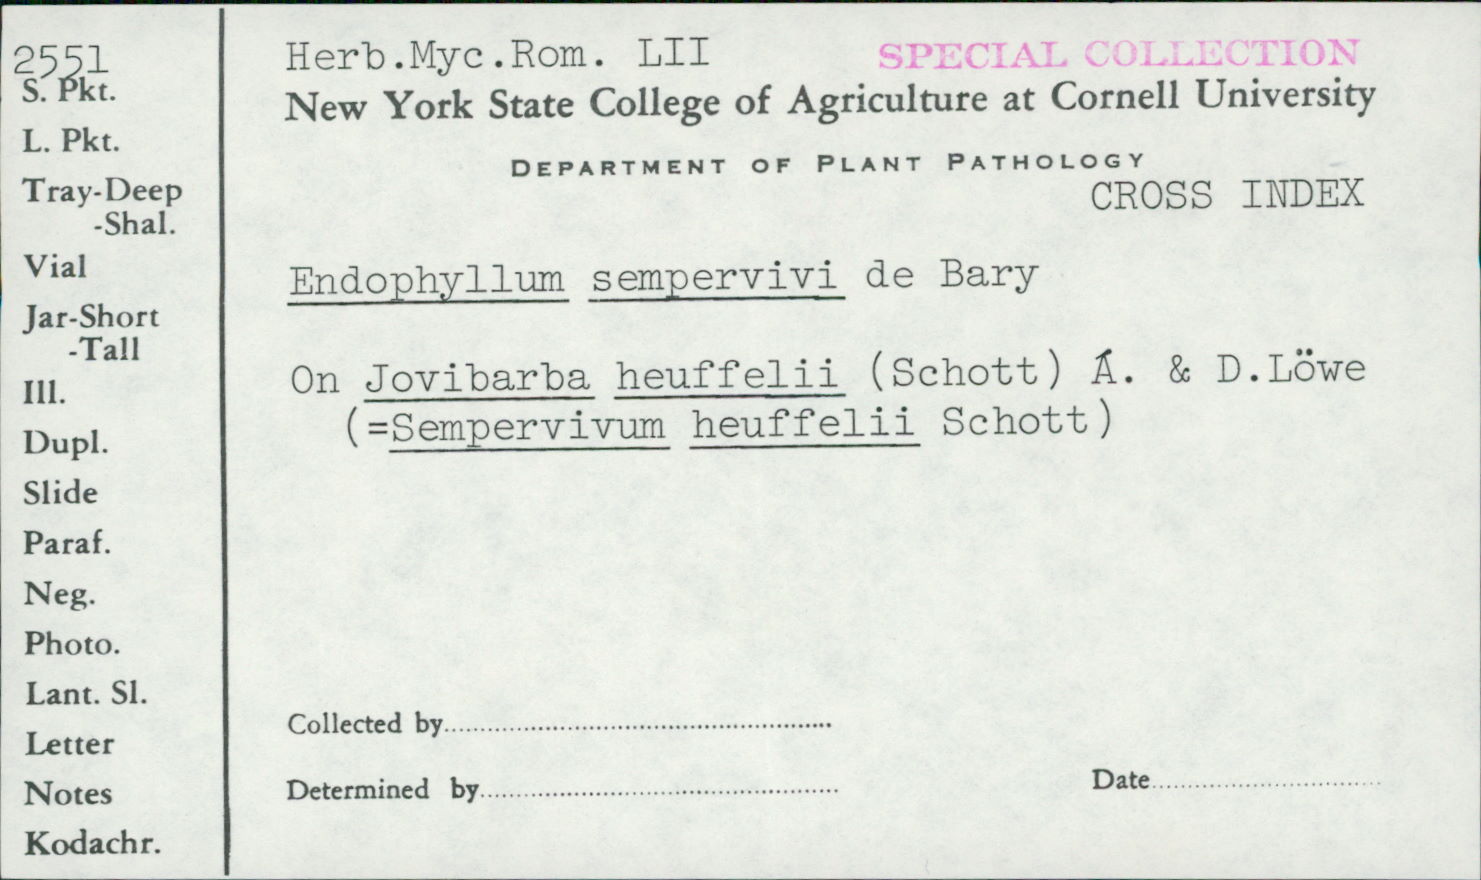 2551
S. Pkt.
L. Pkt.
Tray-Deep
-Shal.
Vial
Jar-Short
-Tall
Ill.
Dupl.
Slide
Paraf.
Neg.
Photo.
Lant. Sl.
Letter
Notes
Kodachr.
Herb.Myc.Rom. LII
SPECIAL COLLECTION
New York State College of Agriculture at Cornell University
DEPARTMENT OF PLANT PATHOLOGY
CROSS INDEX
Endophyllum sempervivi de Bary
On Jovibarba heuffelii (Schott) Á. & D.Löwe
(=Sempervivum heuffelii Schott)
Collected by
Determined by
Date